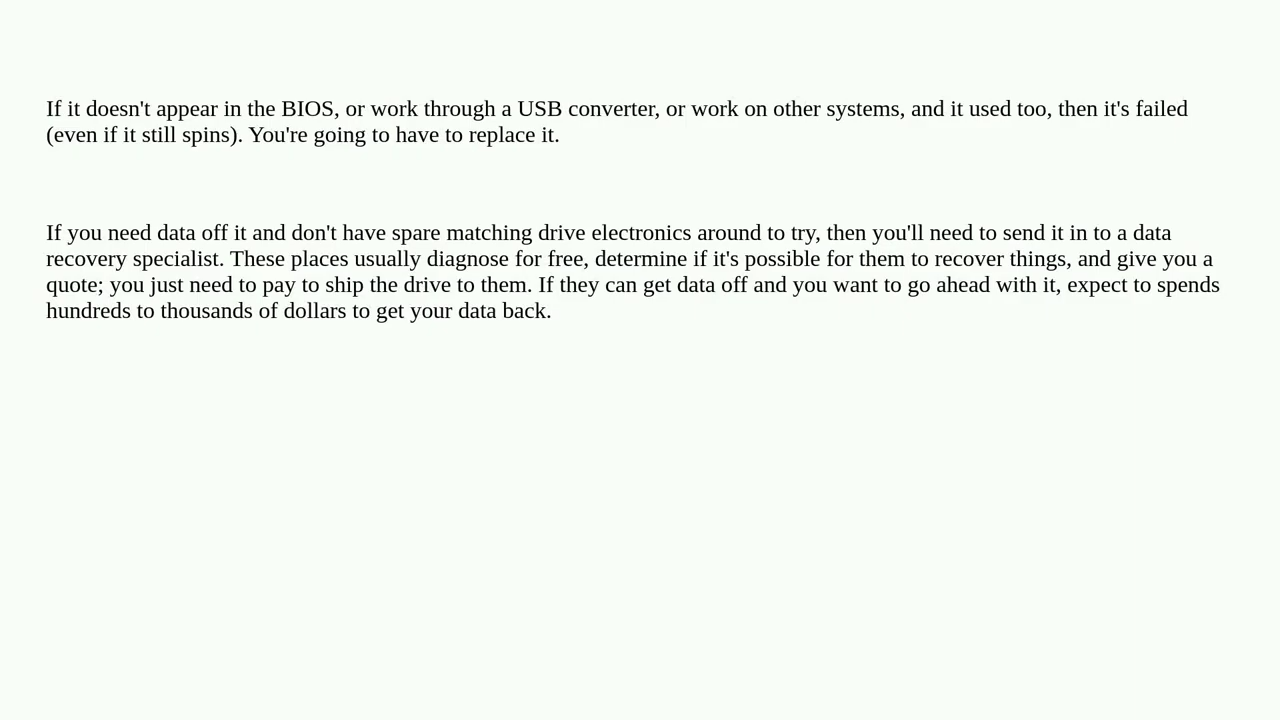 If it doesn't appear in the BIOS, or work through a USB converter, or work on other systems, and it used too, then it's failed
(even if it still spins). You're going to have to replace it.
If you need data off it and don't have spare matching drive electronics around to try, then you'll need to send it in to a data
recovery specialist. These places usually diagnose for free, determine if it's possible for them to recover things, and give you a
quote; you just need to pay to ship the drive to them. If they can get data off and you want to go ahead with it, expect to spends
hundreds to thousands of dollars to get your data back.